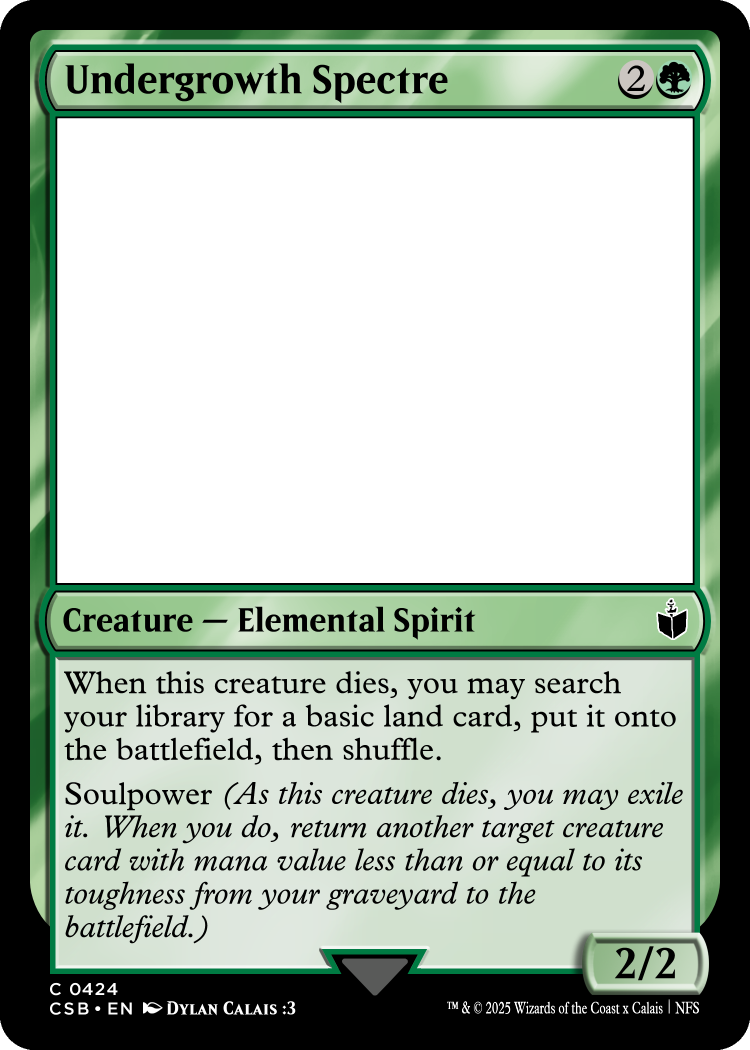 Undergrowth Spectre 2
Creature — Elemental Spirit
When this creature dies, you may search
your library for a basic land card, put it onto
the battlefield, then shuffle.
Soulpower (As this creature dies, you may exile
it. When you do, return another target creature
card with mana value less than or equal to its
toughness from your graveyard to the
battlefield.)
2/2
C 0424
CSB • EN DYLAN CALAIS :3
™ & © 2025 Wizards of the Coast x Calais | NFS